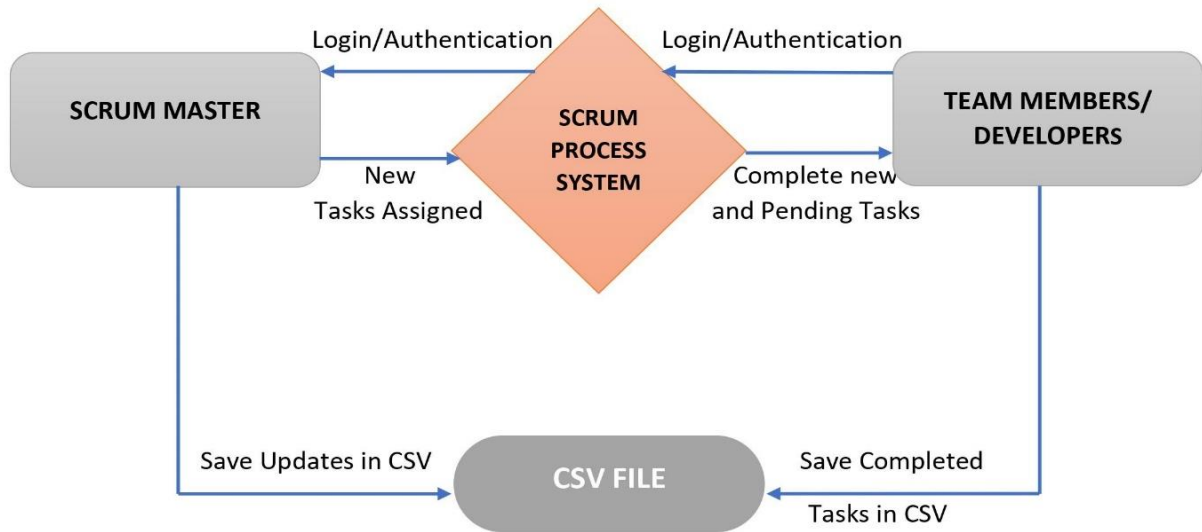 Login/Authentication
Login/Authentication
SCRUM MASTER
SCRUM
PROCESS
SYSTEM
TEAM MEMBERS/
DEVELOPERS
New
Tasks Assigned
Complete new
and Pending Tasks
Save Updates in CSV
CSV FILE
Save Completed
Tasks in CSV